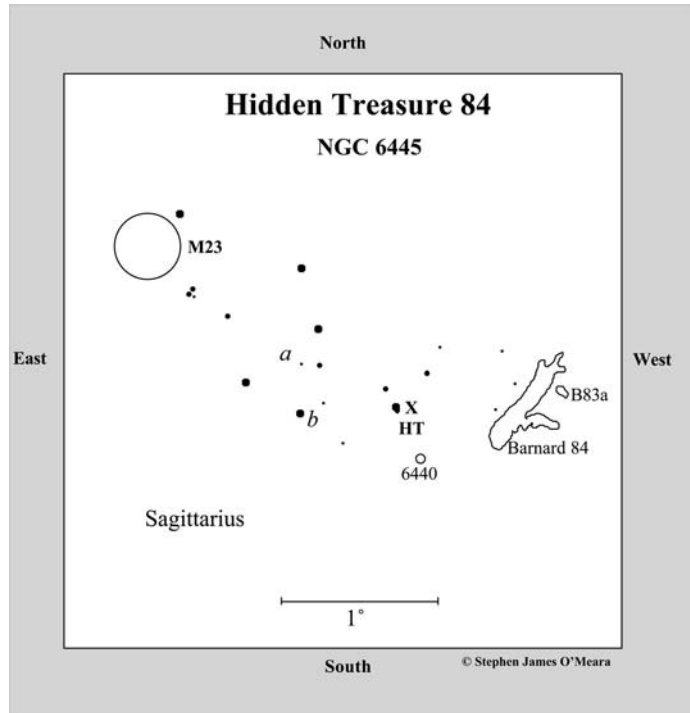 North
Hidden Treasure 84
NGC 6445
M23
East
a
West
B83a
b
X
HT
Barnard 84
6440
Sagittarius
1°
South
© Stephen James O’Meara